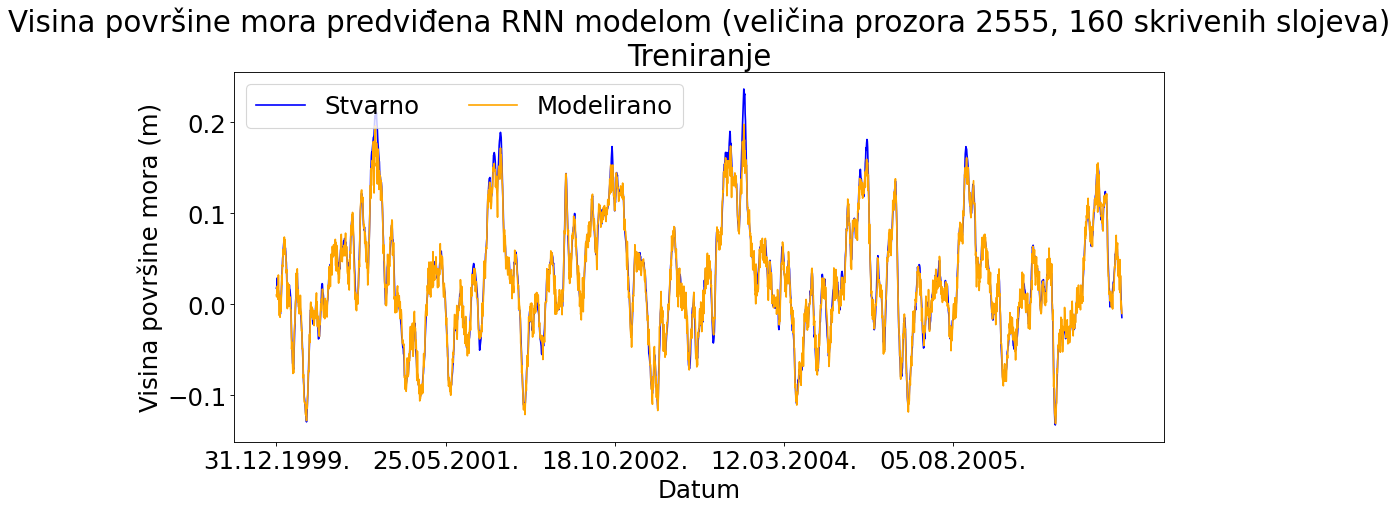 Visina površine mora predviđena RNN modelom (veličina prozora 2555, 160 skrivenih slojeva)
Treniranje
Stvarno Modelirano
Visina površine mora (m)
0.2
0.1
0.0
−0.1
31.12.1999. 25.05.2001. 18.10.2002. 12.03.2004. 05.08.2005.
Datum